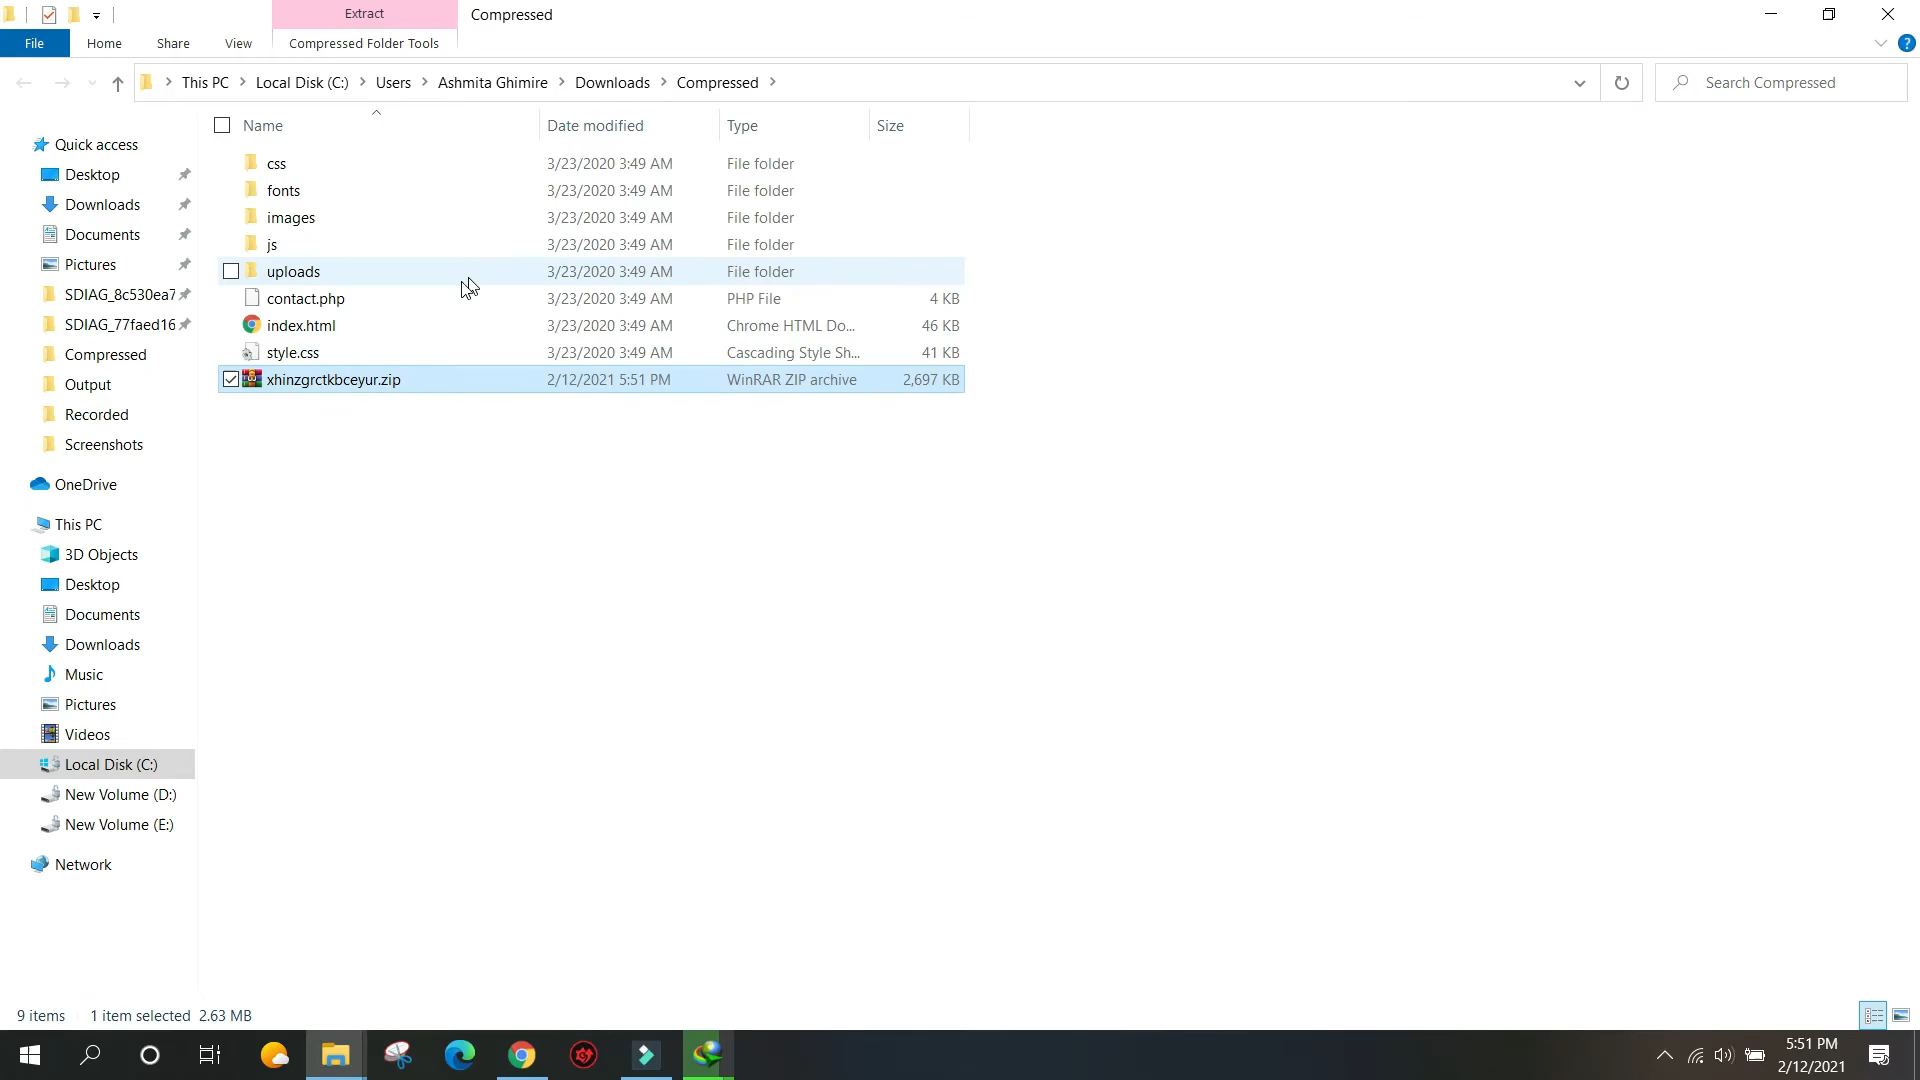 Extract
Compressed
File
Home
Share
View
Compressed Folder Tools
This PC
Local Disk (C:)
Users
Ashmita Ghimire
Downloads
Compressed
Search Compressed
Name
Date modified
Type
Size
css 3/23/2020 3:49 AM File folder
fonts 3/23/2020 3:49 AM File folder
images 3/23/2020 3:49 AM File folder
js 3/23/2020 3:49 AM File folder
uploads 3/23/2020 3:49 AM File folder
contact.php 3/23/2020 3:49 AM PHP File 4 KB
index.html 3/23/2020 3:49 AM Chrome HTML Do... 46 KB
style.css 3/23/2020 3:49 AM Cascading Style Sh... 41 KB
xhinzgrctkbceyur.zip 2/12/2021 5:51 PM WinRAR ZIP archive 2,697 KB
Quick access
Desktop
Downloads
Documents
Pictures
SDIAG_8c530ea7
SDIAG_77faed16
Compressed
Output
Recorded
Screenshots
OneDrive
This PC
3D Objects
Desktop
Documents
Downloads
Music
Pictures
Videos
Local Disk (C:)
New Volume (D:)
New Volume (E:)
Network
9 items 1 item selected 2.63 MB
5:51 PM
2/12/2021